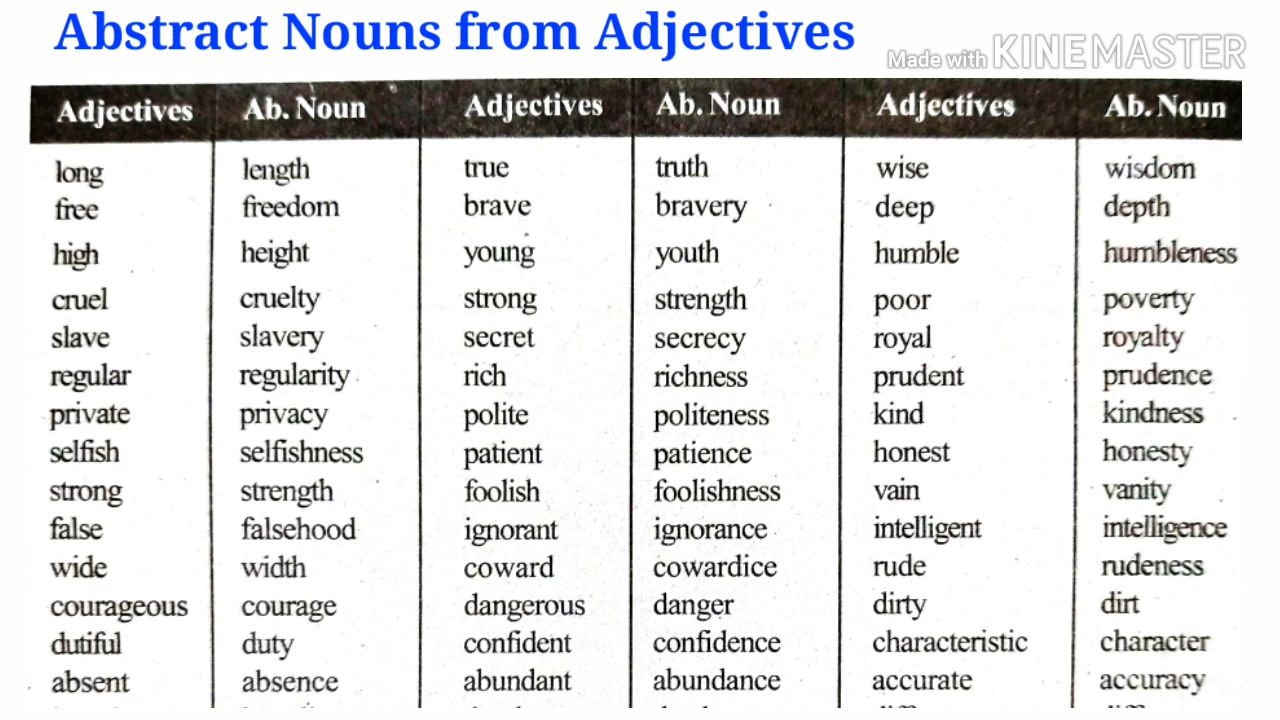 Abstract Nouns from Adjectives
Made with KINEMASTER
Adjectives Ab. Noun Adjectives Ab. Noun Adjectives Ab. Noun
long length true truth wise wisdom
free freedom brave bravery deep depth
high height young youth humble humbleness
cruel cruelty strong strength poor poverty
slave slavery secret secrecy royal royalty
regular regularity rich richness prudent prudence
private privacy polite politeness kind kindness
selfish selfishness patient patience honest honesty
strong strength foolish foolishness vain vanity
false falsehood ignorant ignorance intelligent intelligence
wide width coward cowardice rude rudeness
courageous courage dangerous danger dirty dirt
dutiful duty confident confidence characteristic character
absent absence abundant abundance accurate accuracy